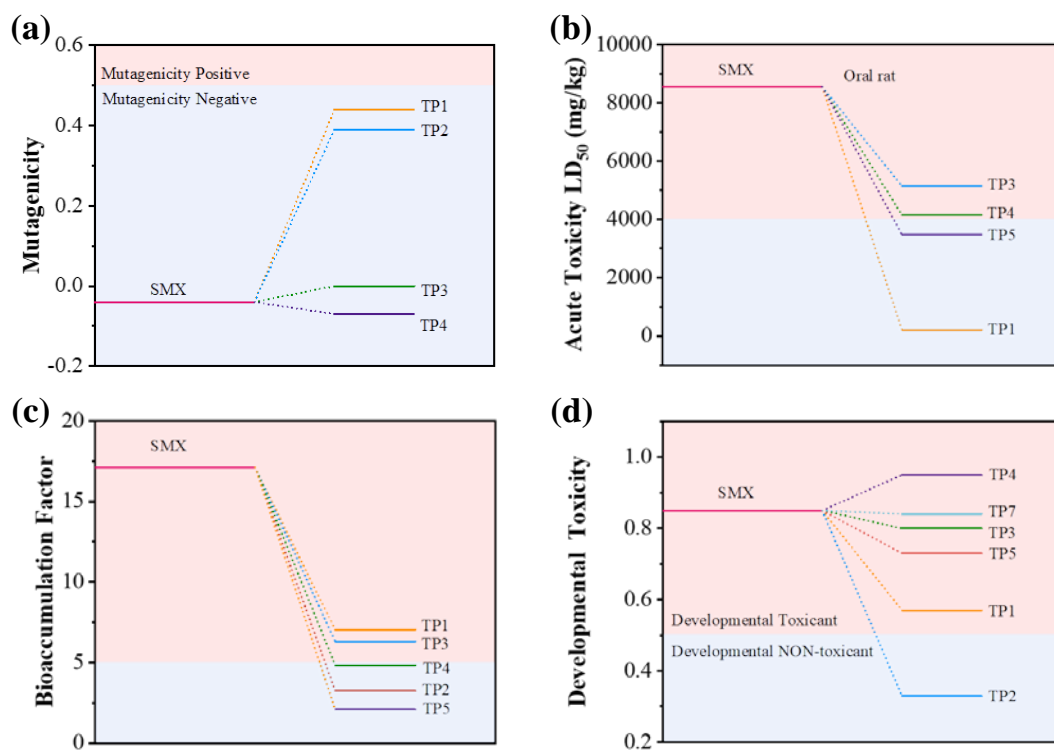 (a)
0.6
0.4
0.2
0.0
-0.2
Mutagenicity
Mutagenicity Positive
Mutagenicity Negative
SMX
TP1
TP2
TP3
TP4
(b)
10000
8000
6000
4000
2000
0
Acute Toxicity LD50 (mg/kg)
SMX
Oral rat
TP3
TP4
TP5
TP1
(c)
20
15
10
5
0
Bioaccumulation Factor
SMX
TP1
TP3
TP4
TP2
TP5
(d)
1.0
0.8
0.6
0.4
0.2
Developmental Toxicity
SMX
TP4
TP7
TP3
TP5
TP1
Developmental Toxicant
Developmental NON-toxicant
TP2